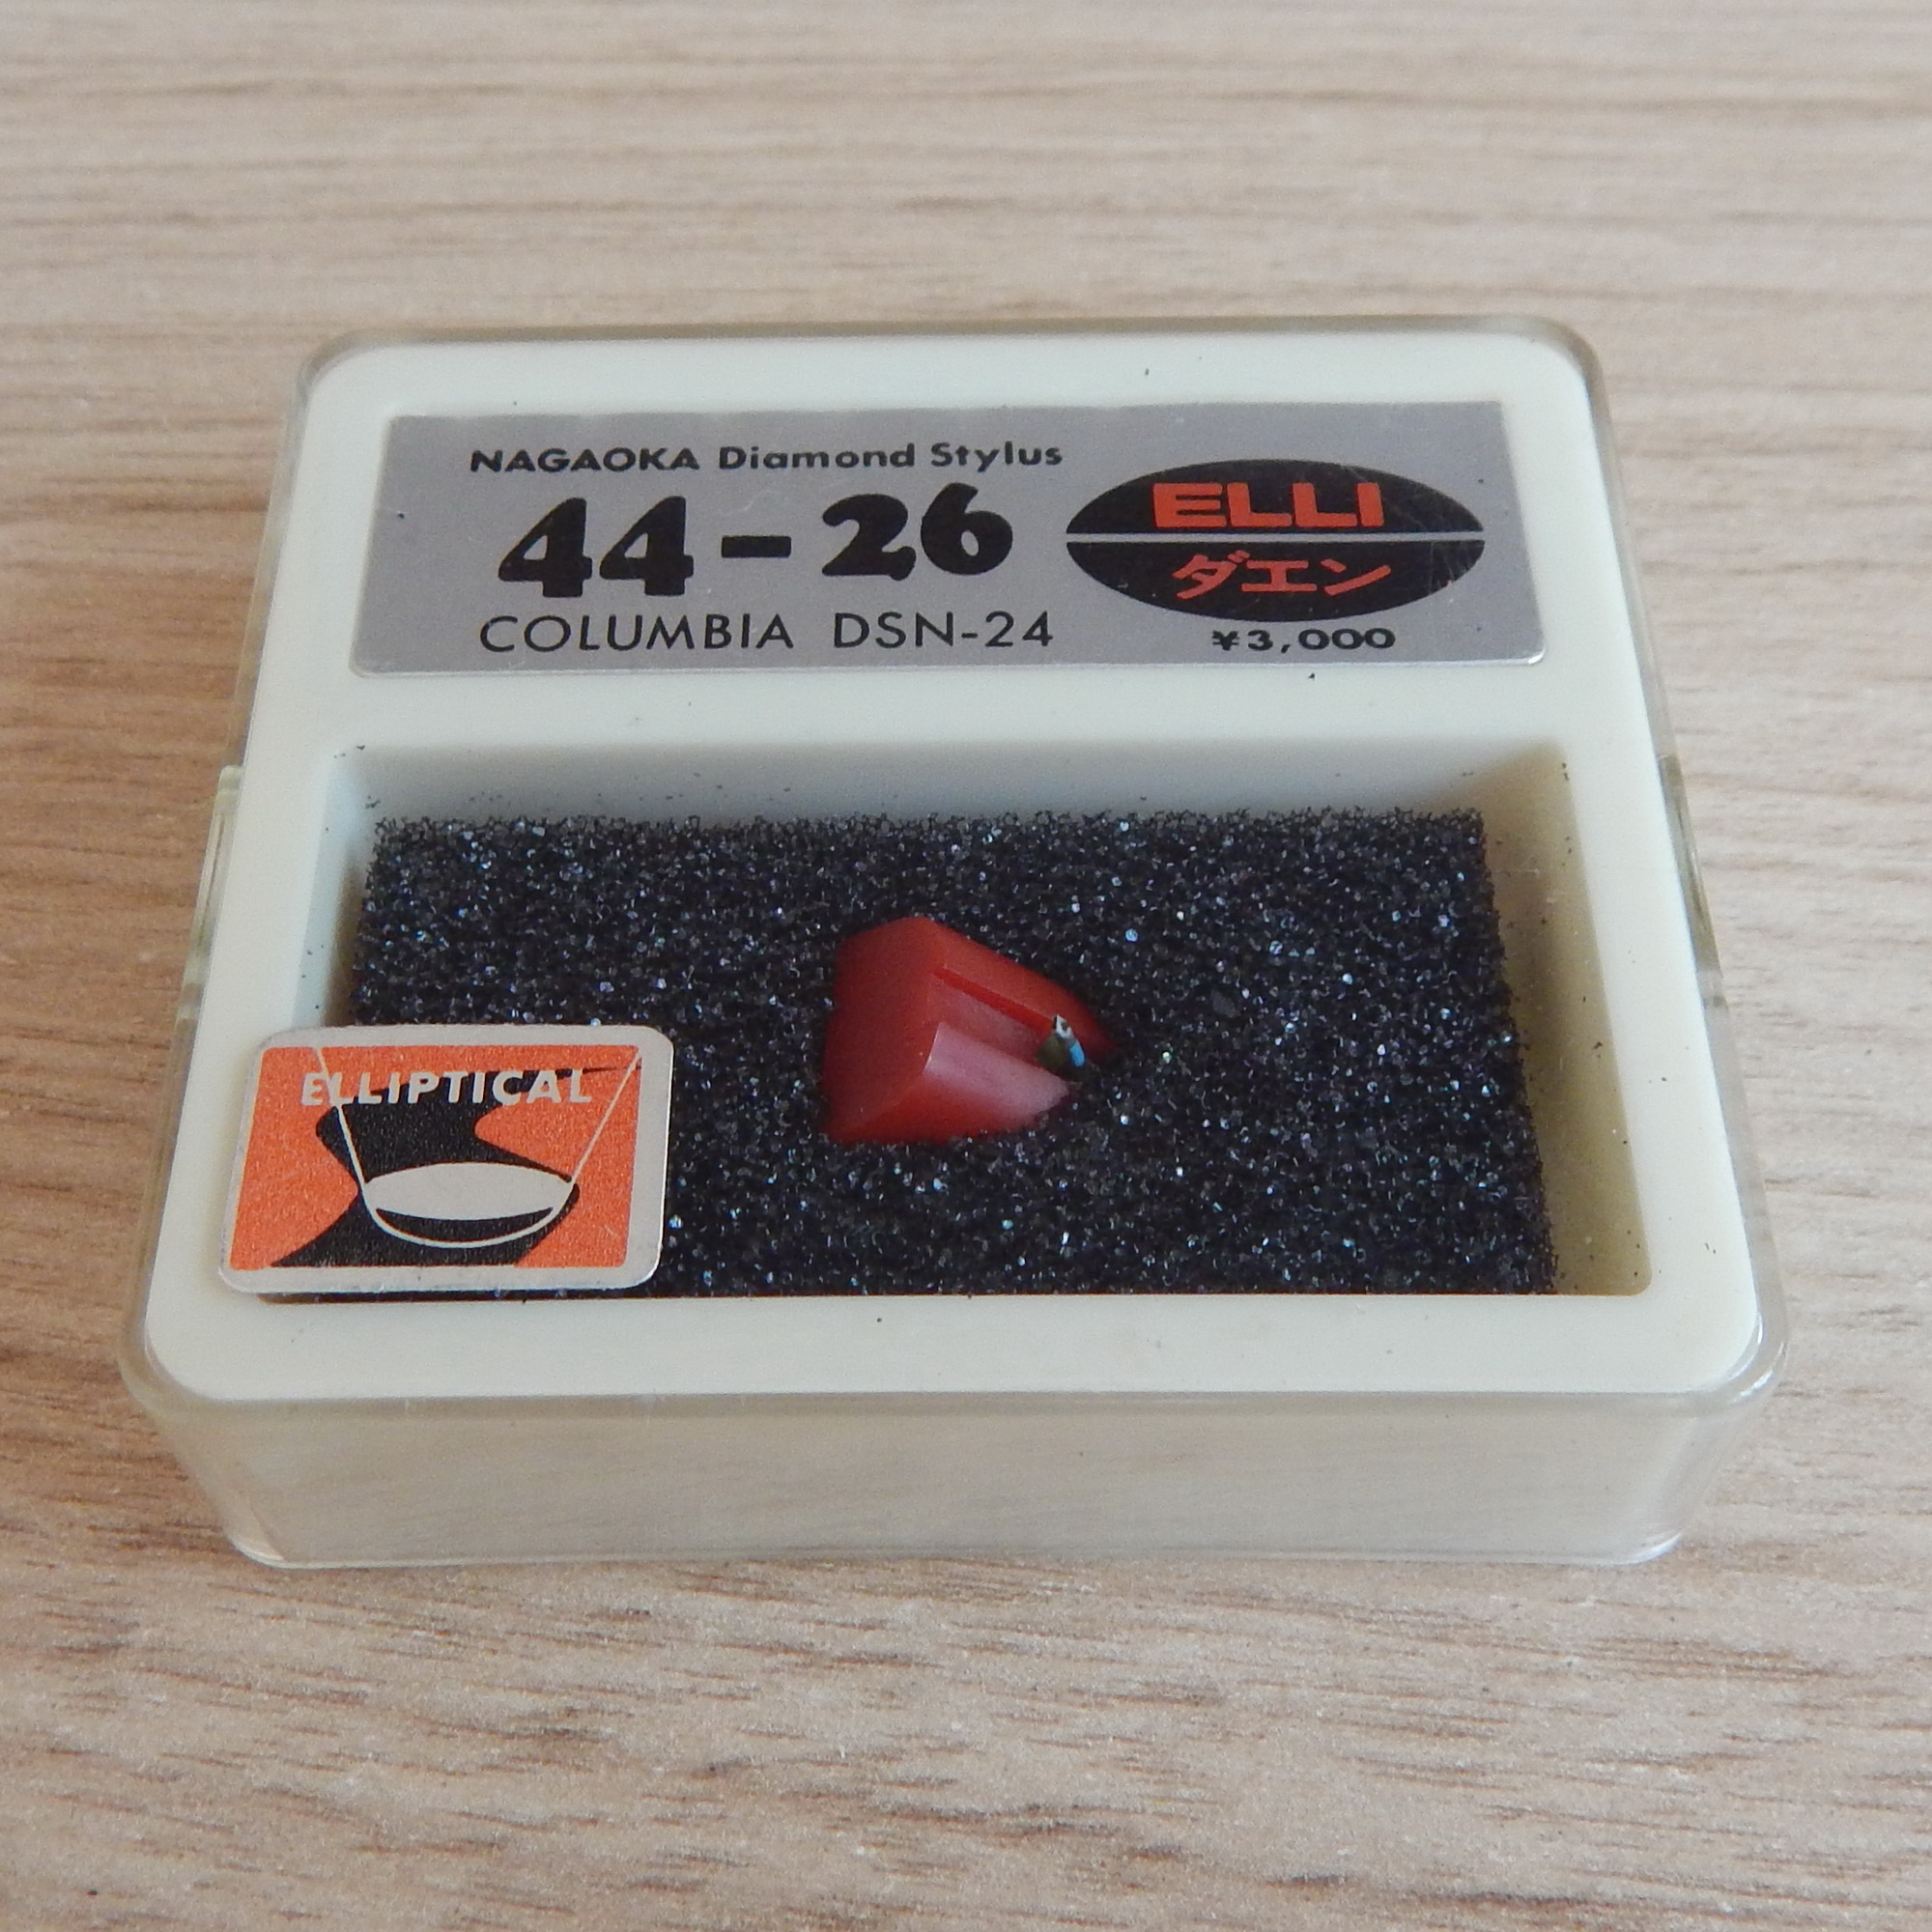 NAGAOKA Diamond Stylus
44-26
COLUMBIA DSN-24
ELLI
ダエン
¥3,000
ELLIPTICAL